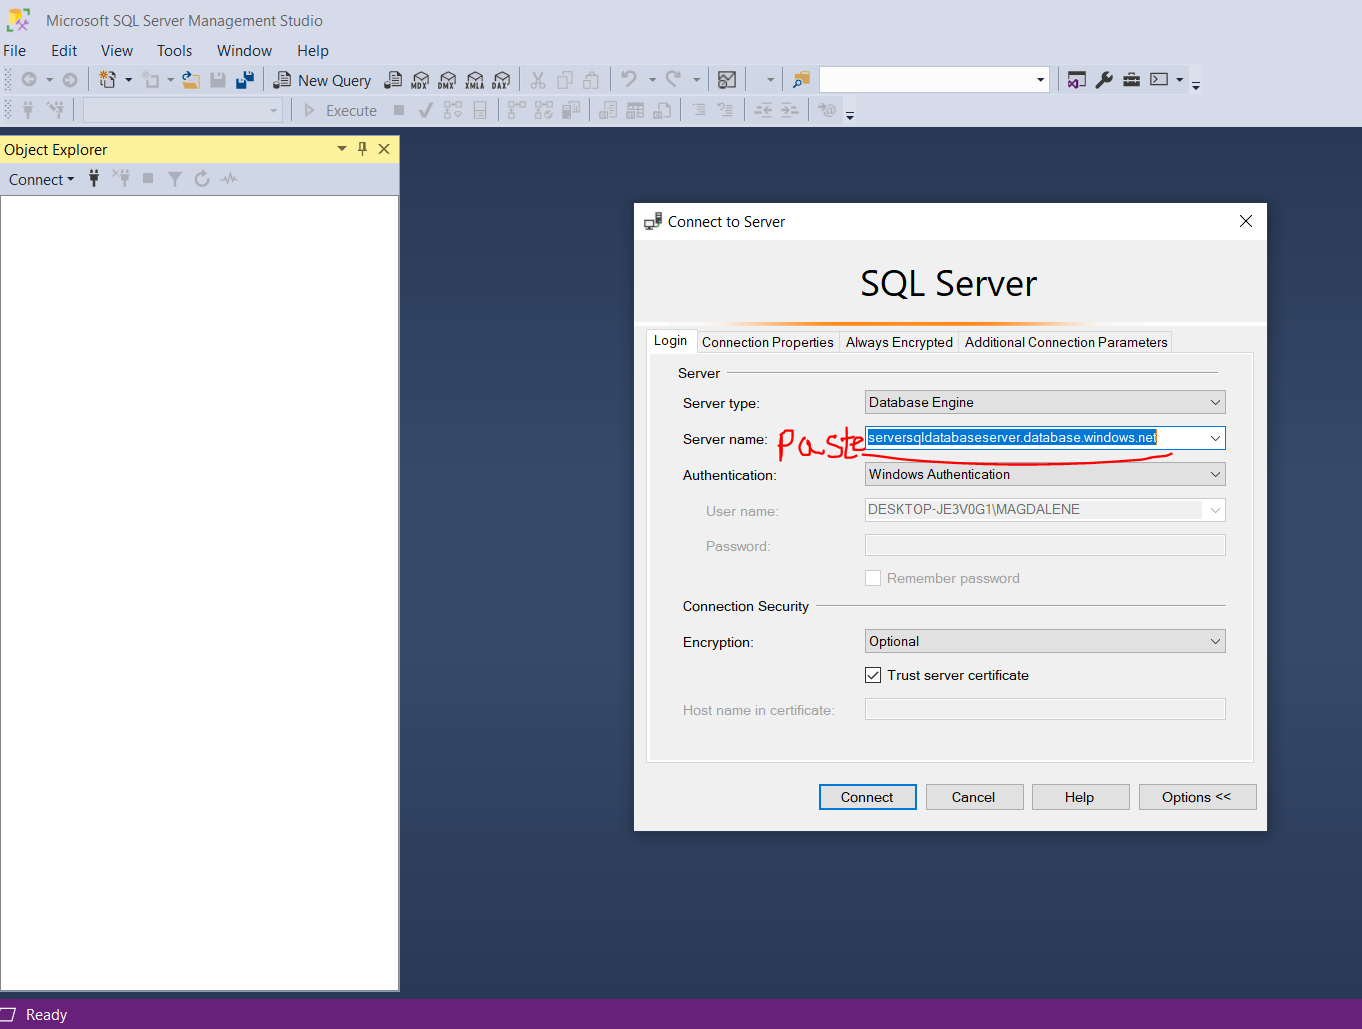 Microsoft SQL Server Management Studio
File Edit View Tools Window Help
New Query MDX DMX XMLA DAX
Execute
Object Explorer
Connect
Connect to Server
SQL Server
Login Connection Properties Always Encrypted Additional Connection Parameters
Server
Server type: Database Engine
Server name: Paste serversqldatabaseserver.database.windows.net
Authentication: Windows Authentication
User name: DESKTOP-JE3V0G1\MAGDALENE
Password:
Remember password
Connection Security
Encryption: Optional
Trust server certificate
Host name in certificate:
Connect Cancel Help Options <<
Ready